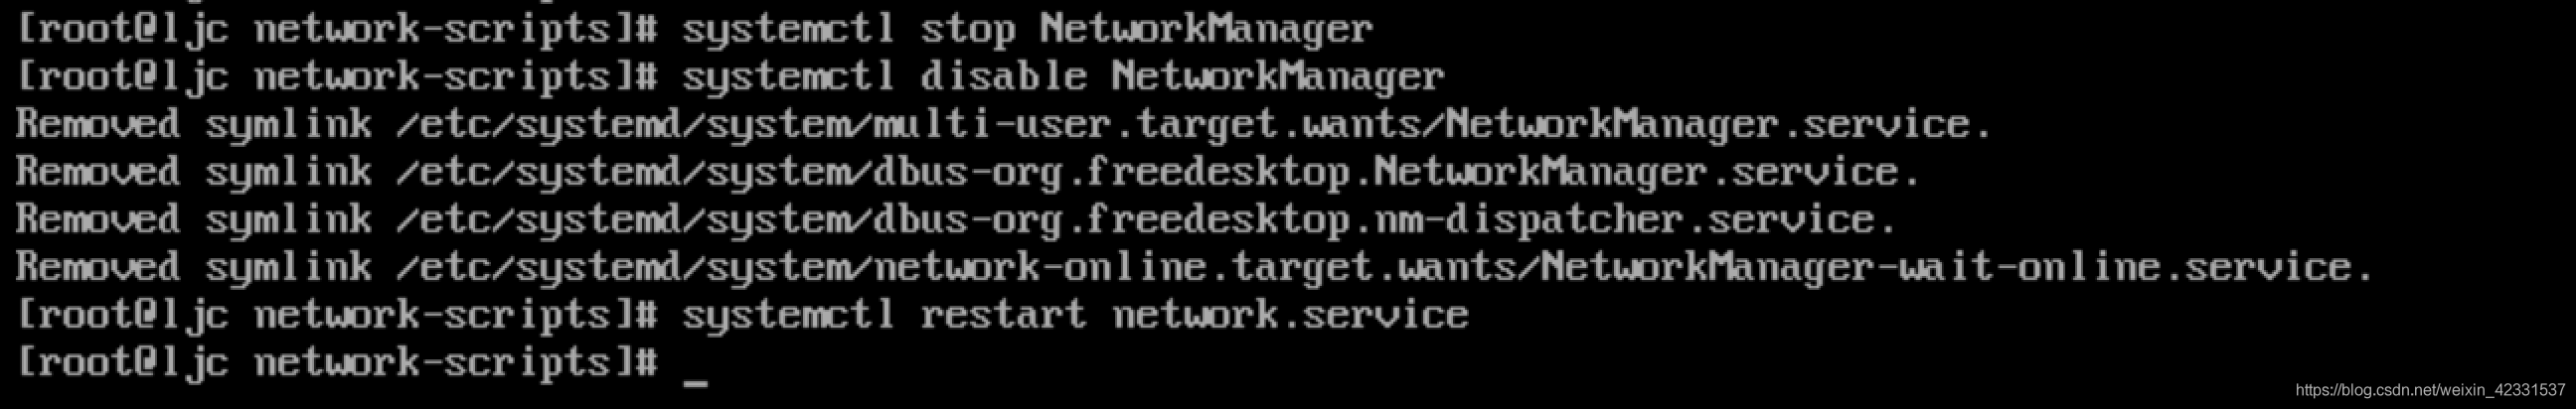 [root@ljc network-scripts]# systemctl stop NetworkManager
[root@ljc network-scripts]# systemctl disable NetworkManager
Removed symlink /etc/systemd/system/multi-user.target.wants/NetworkManager.service.
Removed symlink /etc/systemd/system/dbus-org.freedesktop.NetworkManager.service.
Removed symlink /etc/systemd/system/dbus-org.freedesktop.nm-dispatcher.service.
Removed symlink /etc/systemd/system/network-online.target.wants/NetworkManager-wait-online.service.
[root@ljc network-scripts]# systemctl restart network.service
[root@ljc network-scripts]# _
https://blog.csdn.net/weixin_42331537